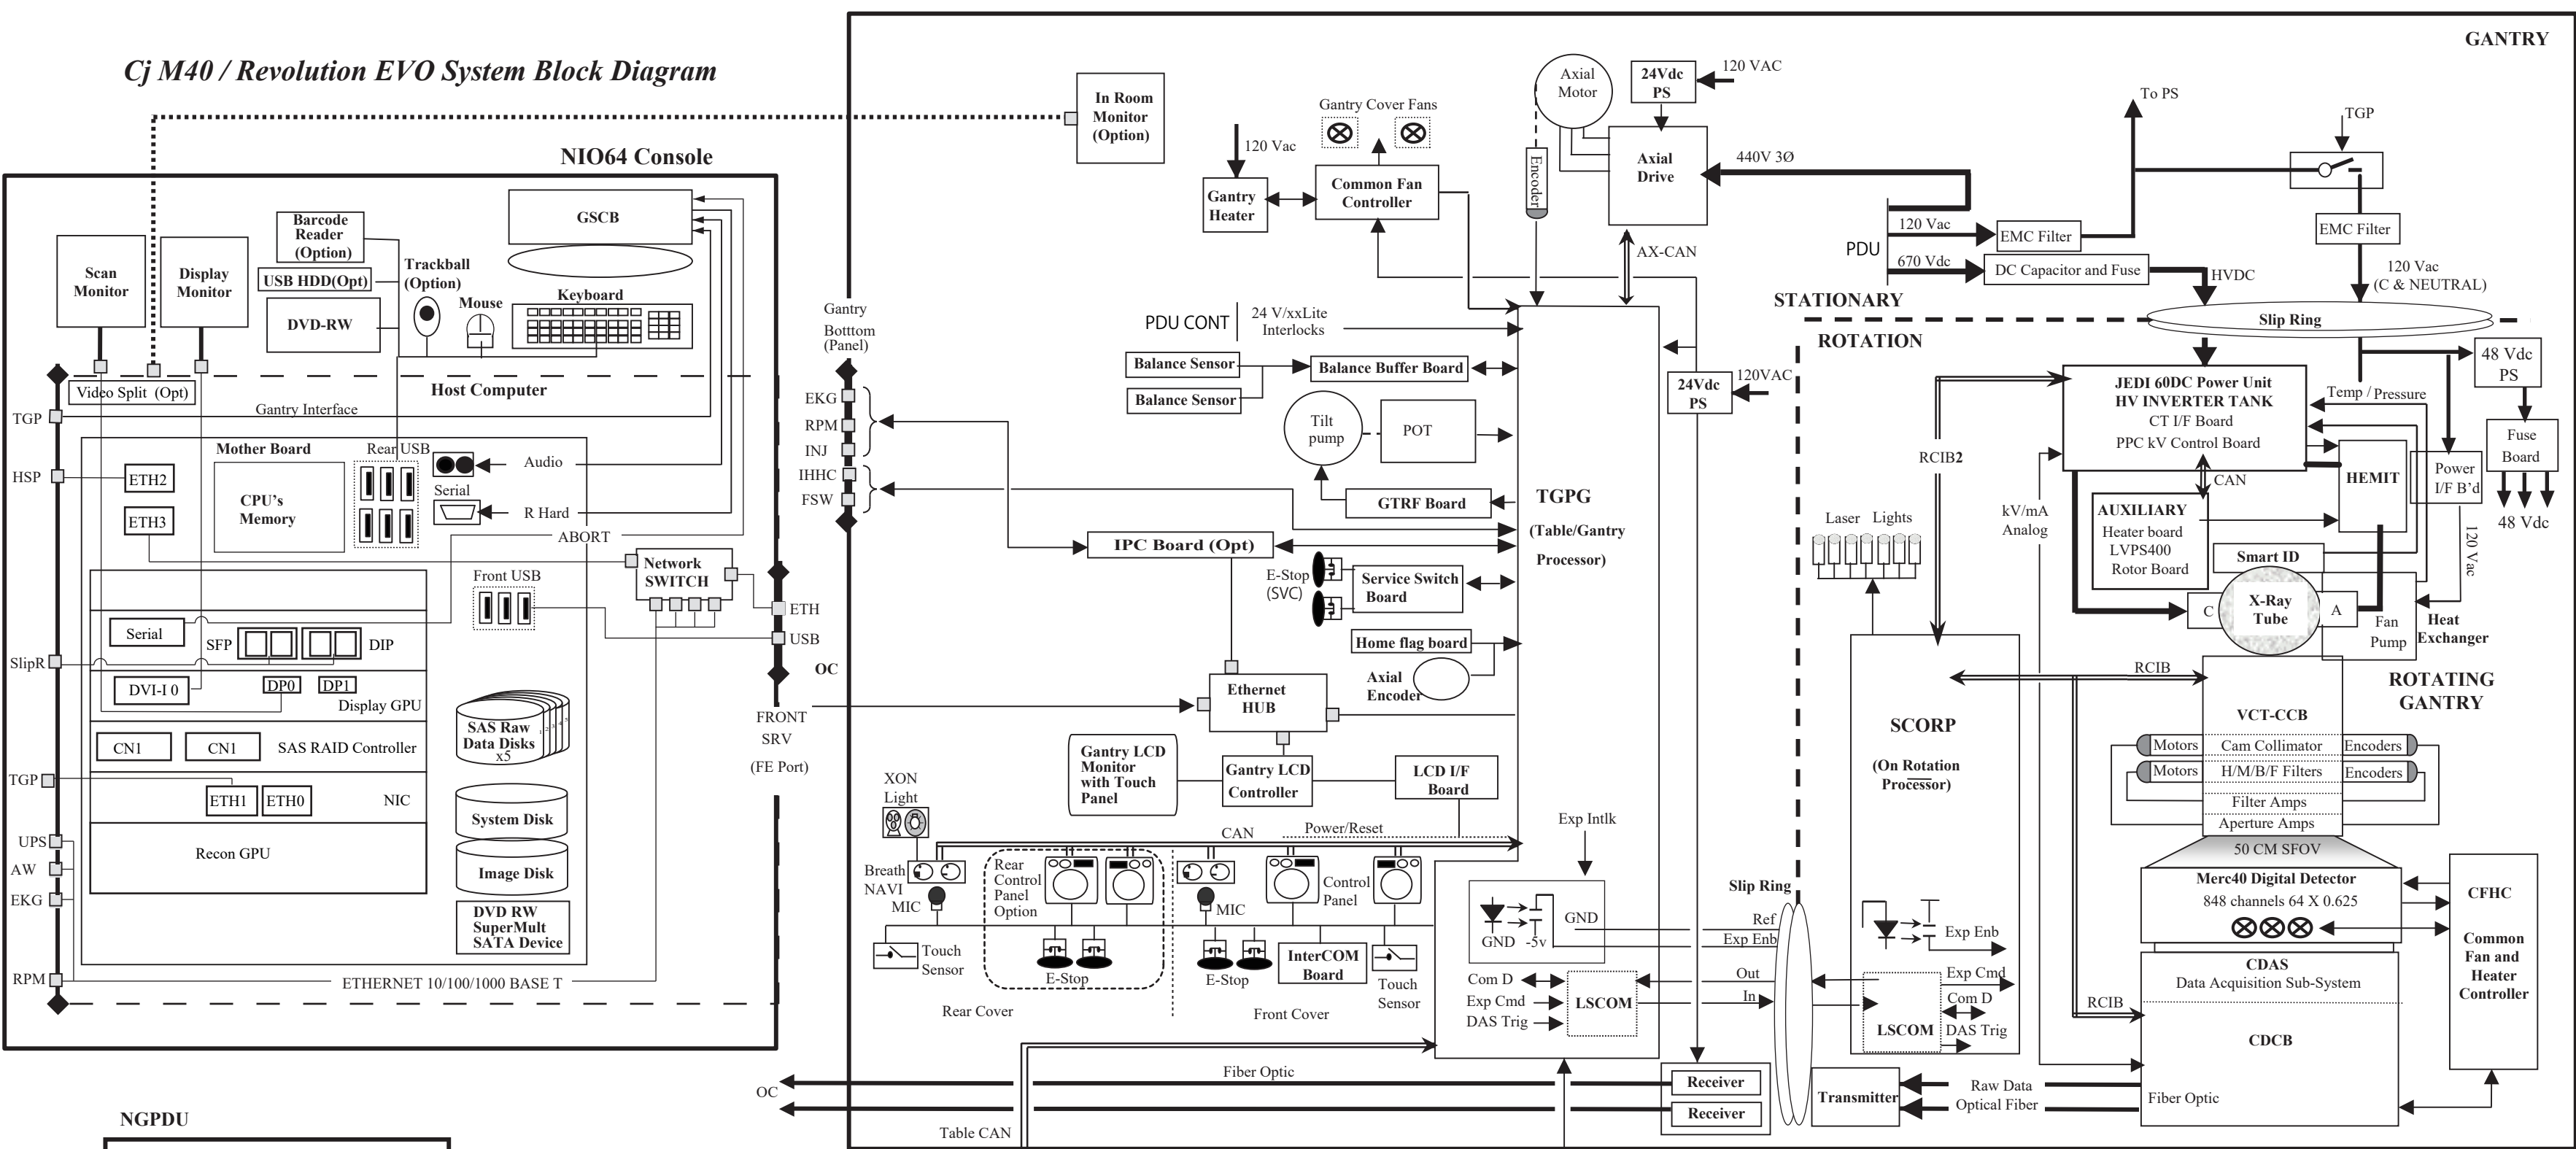 GANTRY
Cj M40 / Revolution EVO System Block Diagram
NIO64 Console
GSCB
Barcode
Reader
(Option)
USB HDD(Opt)
DVD-RW
Trackball
(Option)
Mouse
Keyboard
Scan
Monitor
Display
Monitor
Video Split (Opt)
Host Computer
Gantry Interface
TGP
HSP
SlipR
TGP
UPS
AW
EKG
RPM
Mother Board
Rear USB
ETH2
ETH3
CPU's
Memory
Audio
Serial
R Hard
ABORT
Network
SWITCH
Front USB
Serial
SFP
DIP
DVI-I 0
DP0
DP1
Display GPU
CN1
CN1
SAS RAID Controller
ETH1
ETH0
NIC
Recon GPU
SAS Raw
Data Disks
x5
System Disk
Image Disk
DVD RW
SuperMult
SATA Device
ETHERNET 10/100/1000 BASE T
ETH
USB
OC
FRONT
SRV
(FE Port)
OC
NGPDU
Gantry
Botttom
(Panel)
EKG
RPM
INJ
IHHC
FSW
In Room
Monitor
(Option)
120 Vac
Gantry
Heater
Gantry Cover Fans
Common Fan
Controller
Axial
Motor
Encoder
24Vdc
PS
120 VAC
Axial
Drive
440V 3Ø
AX-CAN
PDU CONT
24 V/xxLite
Interlocks
Balance Sensor
Balance Sensor
Balance Buffer Board
Tilt
pump
POT
GTRF Board
IPC Board (Opt)
E-Stop
(SVC)
Service Switch
Board
Home flag board
Axial
Encoder
Ethernet
HUB
Gantry LCD
Monitor
with Touch
Panel
Gantry LCD
Controller
LCD I/F
Board
Power/Reset
CAN
XON
Light
Breath
NAVI
MIC
Touch
Sensor
Rear
Control
Panel
Option
E-Stop
MIC
Control
Panel
E-Stop
InterCOM
Board
Touch
Sensor
Rear Cover
Front Cover
Fiber Optic
Table CAN
TGPG
(Table/Gantry
Processor)
24Vdc
PS
120VAC
Exp Intlk
GND
GND
-5v
Com D
Exp Cmd
DAS Trig
LSCOM
Slip Ring
Ref
Exp Enb
Out
In
Receiver
Receiver
Transmitter
Raw Data
Optical Fiber
PDU
120 Vac
670 Vdc
EMC Filter
DC Capacitor and Fuse
HVDC
To PS
TGP
EMC Filter
120 Vac
(C & NEUTRAL)
STATIONARY
ROTATION
Slip Ring
48 Vdc
PS
Fuse
Board
48 Vdc
Power
I/F B'd
120 Vac
Temp / Pressure
JEDI 60DC Power Unit
HV INVERTER TANK
CT I/F Board
PPC kV Control Board
CAN
HEMIT
AUXILIARY
Heater board
LVPS400
Rotor Board
Smart ID
C
X-Ray
Tube
A
Fan
Pump
Heat
Exchanger
RCIB2
kV/mA
Analog
Laser Lights
SCORP
(On Rotation
Processor)
Exp Enb
Exp Cmd
Com D
DAS Trig
LSCOM
RCIB
ROTATING
GANTRY
VCT-CCB
Motors
Cam Collimator
Encoders
Motors
H/M/B/F Filters
Encoders
Filter Amps
Aperture Amps
50 CM SFOV
Merc40 Digital Detector
848 channels 64 X 0.625
CDAS
Data Acquisition Sub-System
RCIB
CDCB
Fiber Optic
CFHC
Common
Fan and
Heater
Controller